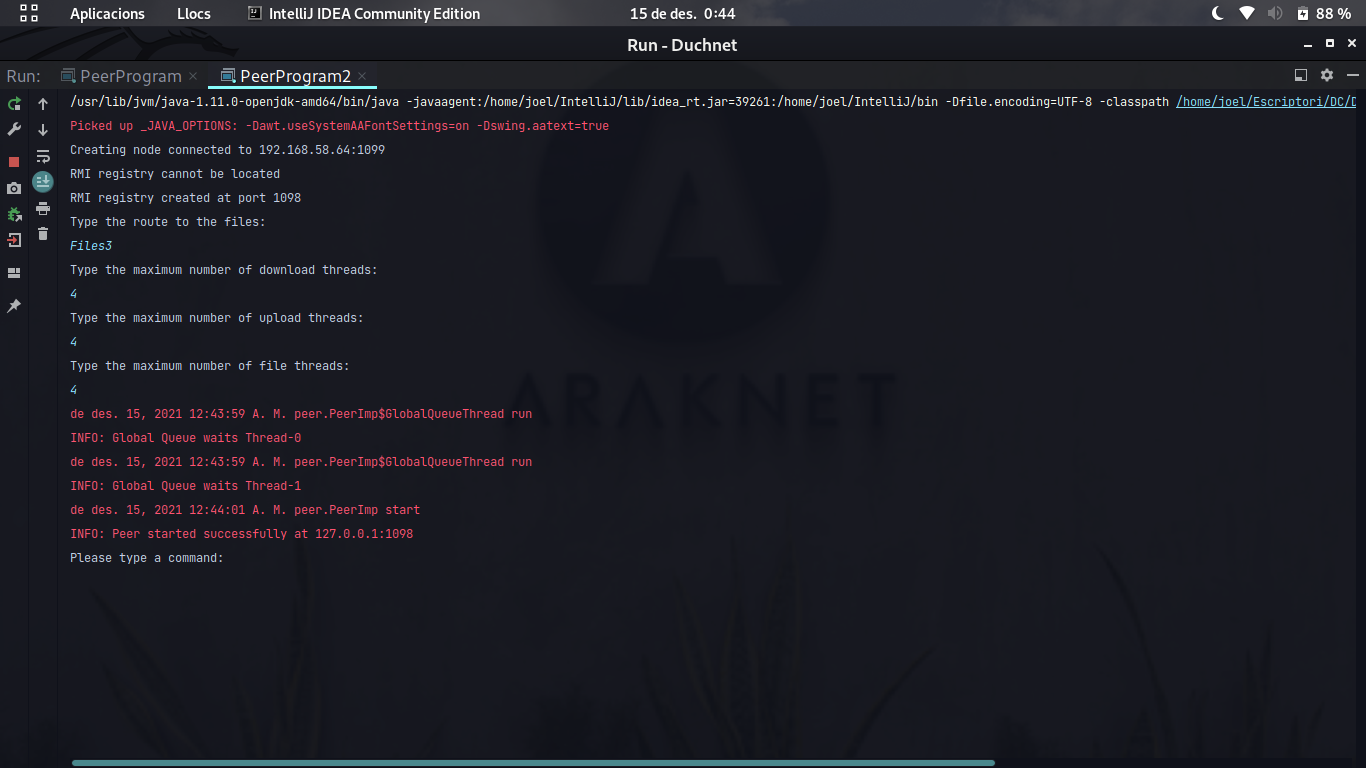 Aplicacions Llocs IntelliJ IDEA Community Edition 15 de des. 0:44 88 %
Run - Duchnet
Run: PeerProgram PeerProgram2
/usr/lib/jvm/java-1.11.0-openjdk-amd64/bin/java -javaagent:/home/joel/IntelliJ/lib/idea_rt.jar=39261:/home/joel/IntelliJ/bin -Dfile.encoding=UTF-8 -classpath /home/joel/Escriptori/DC/D
Picked up _JAVA_OPTIONS: -Dawt.useSystemAAFontSettings=on -Dswing.aatext=true
Creating node connected to 192.168.58.64:1099
RMI registry cannot be located
RMI registry created at port 1098
Type the route to the files:
Files3
Type the maximum number of download threads:
4
Type the maximum number of upload threads:
4
Type the maximum number of file threads:
4
de des. 15, 2021 12:43:59 A. M. peer.PeerImp$GlobalQueueThread run
INFO: Global Queue waits Thread-0
de des. 15, 2021 12:43:59 A. M. peer.PeerImp$GlobalQueueThread run
INFO: Global Queue waits Thread-1
de des. 15, 2021 12:44:01 A. M. peer.PeerImp start
INFO: Peer started successfully at 127.0.0.1:1098
Please type a command:
ARAKNET